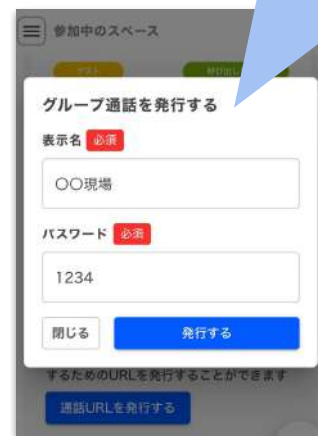 参加中のスペース
ゲスト
グループ通話を発行する
表示名 必須
〇〇現場
パスワード 必須
1234
閉じる 発行する
するためのURLを発行することができます
通話URLを発行する